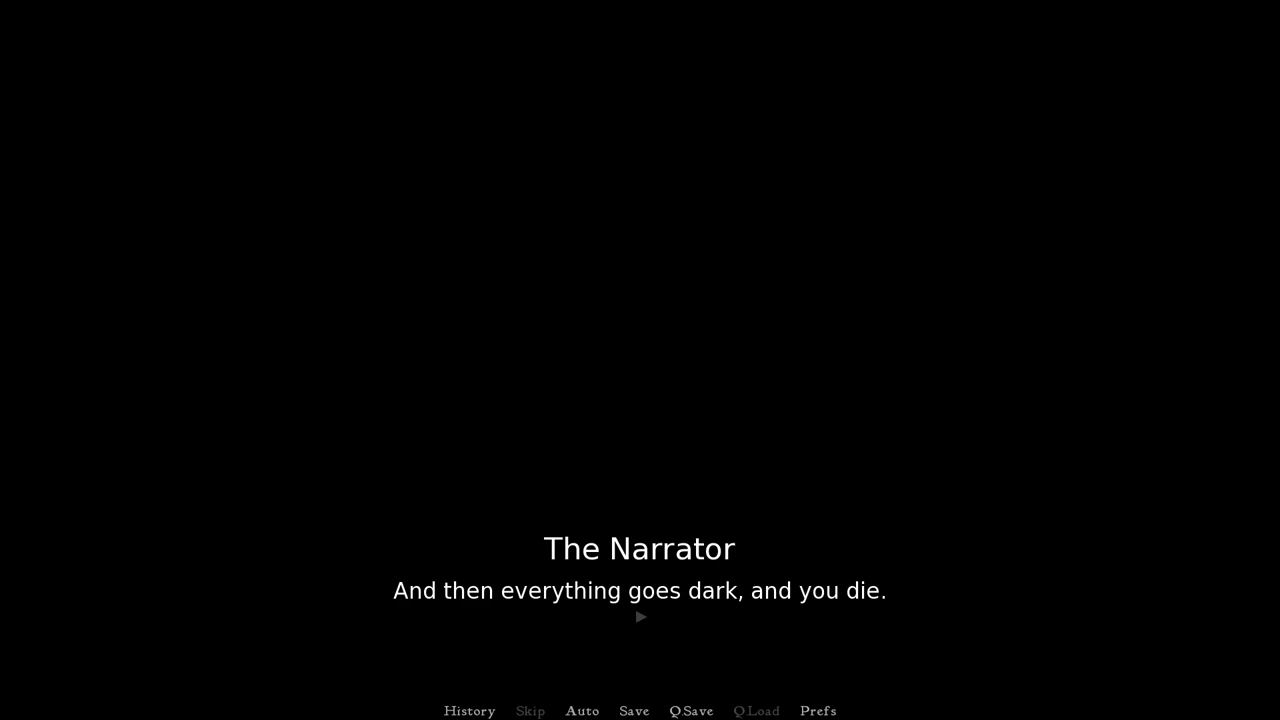 The Narrator
And then everything goes dark, and you die.
History Skip Auto Save Q.Save Q.Load Prefs